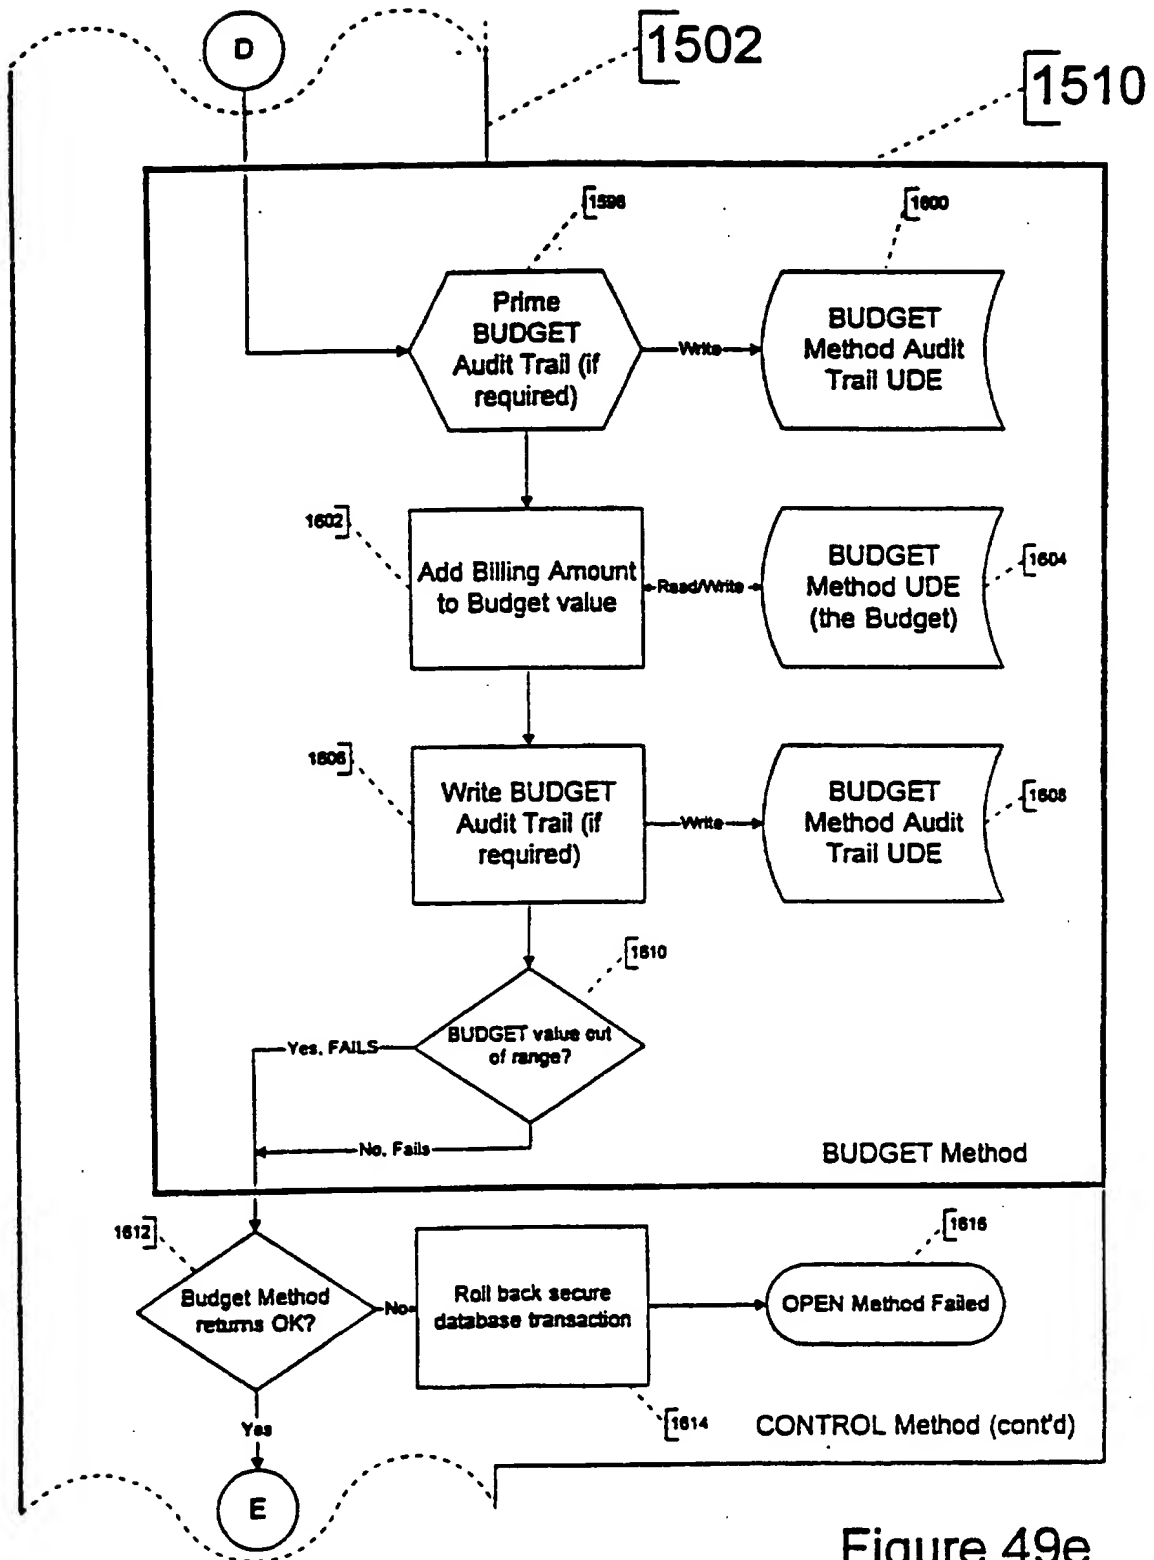 D
1502
1510
1598
1600
Prime
BUDGET
Audit Trail (if
required)
Write
BUDGET
Method Audit
Trail UDE
1602
Add Billing Amount
to Budget value
Read/Write
BUDGET
Method UDE
(the Budget)
1604
1606
Write BUDGET
Audit Trail (if
required)
Write
BUDGET
Method Audit
Trail UDE
1608
1610
BUDGET value out
of range?
Yes, FAILS
No, Fails
BUDGET Method
1612
Budget Method
returns OK?
No
Roll back secure
database transaction
1616
OPEN Method Failed
1614
Yes
CONTROL Method (cont'd)
E
Figure 49e